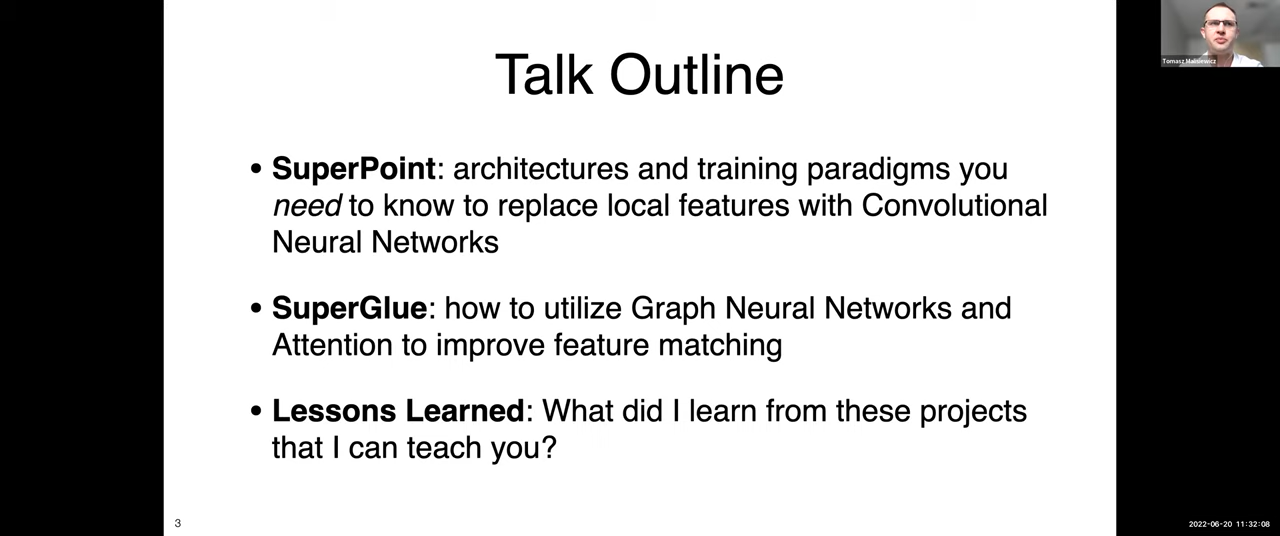 Talk Outline
Tomasz Malisiewicz
• SuperPoint: architectures and training paradigms you
need to know to replace local features with Convolutional
Neural Networks
• SuperGlue: how to utilize Graph Neural Networks and
Attention to improve feature matching
• Lessons Learned: What did I learn from these projects
that I can teach you?
3
2022-06-20 11:32:08